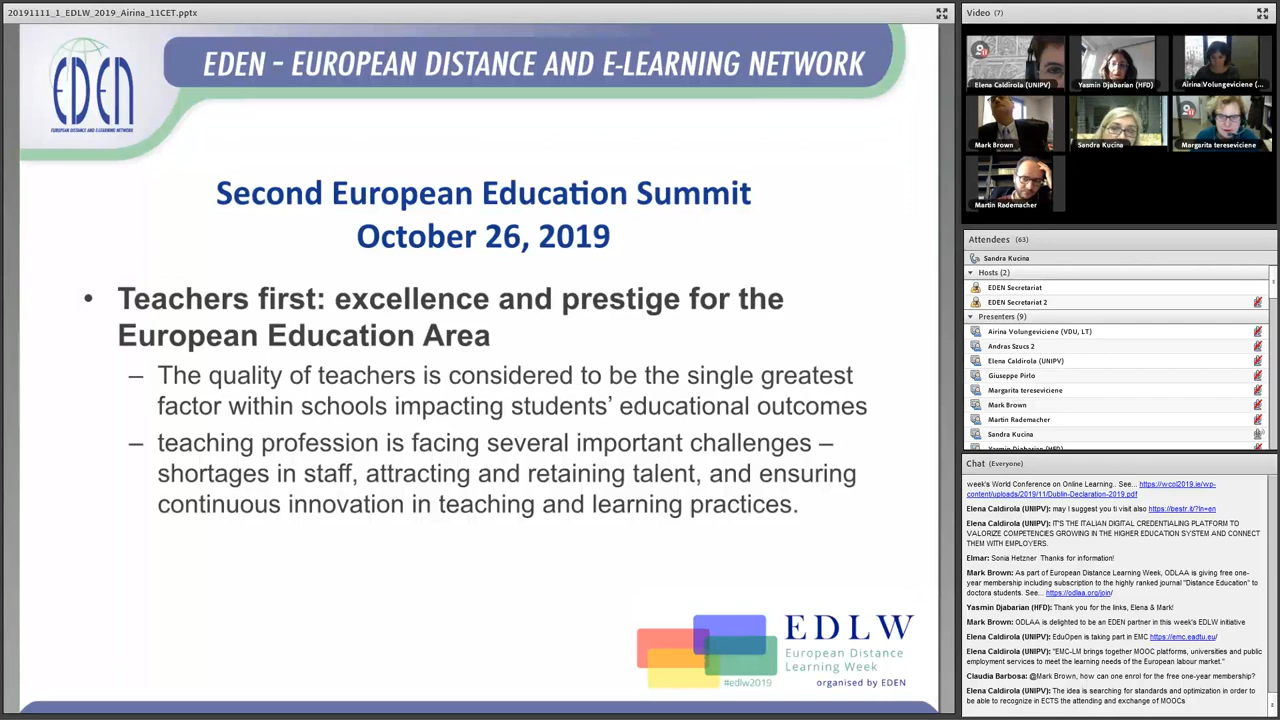 20191111_1_EDLW_2019_Airina_11CET.pptx
EDEN
EUROPEAN DISTANCE AND E-LEARNING NETWORK
EDEN - EUROPEAN DISTANCE AND E-LEARNING NETWORK
Second European Education Summit
October 26, 2019
• Teachers first: excellence and prestige for the
European Education Area
– The quality of teachers is considered to be the single greatest
factor within schools impacting students' educational outcomes
– teaching profession is facing several important challenges –
shortages in staff, attracting and retaining talent, and ensuring
continuous innovation in teaching and learning practices.
EDLW
European Distance
Learning Week
#edlw2019
organised by EDEN
Video (7)
Elena Caldirola (UNIPV)
Yasmin Djabarian (HFD)
Airina Volungeviciene (...
Mark Brown
Sandra Kucina
Margarita tereseviciene
Martin Rademacher
Attendees (63)
Sandra Kucina
Hosts (2)
EDEN Secretariat
EDEN Secretariat 2
Presenters (9)
Airina Volungeviciene (VDU, LT)
Andras Szucs 2
Elena Caldirola (UNIPV)
Giuseppe Pirlo
Margarita tereseviciene
Mark Brown
Martin Rademacher
Sandra Kucina
Yasmin Djabarian (HFD)
Chat (Everyone)
week's World Conference on Online Learning.. See... https://wcol2019.ie/wp-
content/uploads/2019/11/Dublin-Declaration-2019.pdf
Elena Caldirola (UNIPV): may I suggest you ti visit also https://bestr.it/?ln=en
Elena Caldirola (UNIPV): IT'S THE ITALIAN DIGITAL CREDENTIALING PLATFORM TO
VALORIZE COMPETENCIES GROWING IN THE HIGHER EDUCATION SYSTEM AND CONNECT
THEM WITH EMPLOYERS.
Elmar: Sonia Hetzner Thanks for information!
Mark Brown: As part of European Distance Learning Week, ODLAA is giving free one-
year membership including subscription to the highly ranked journal "Distance Education" to
doctora students. See... https://odlaa.org/join/
Yasmin Djabarian (HFD): Thank you for the links, Elena & Mark!
Mark Brown: ODLAA is delighted to be an EDEN partner in this week's EDLW initiative
Elena Caldirola (UNIPV): EduOpen is taking part in EMC https://emc.eadtu.eu/
Elena Caldirola (UNIPV): "EMC-LM brings together MOOC platforms, universities and public
employment services to meet the learning needs of the European labour market."
Claudia Barbosa: @Mark Brown, how can one enrol for the free one-year membership?
Elena Caldirola (UNIPV): The idea is searching for standards and optimization in order to
be able to recognize in ECTS the attending and exchange of MOOCs